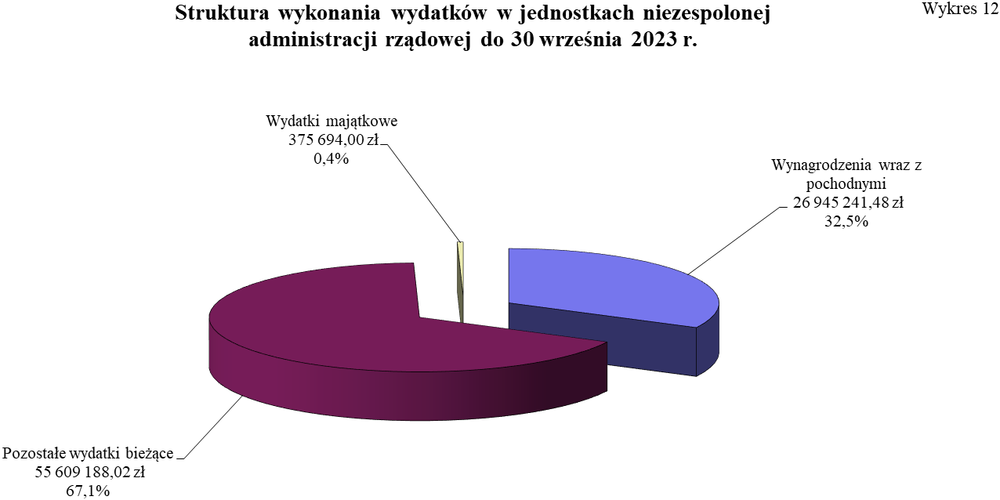 Struktura wykonania wydatków w jednostkach niezespolonej
administracji rządowej do 30 września 2023 r.
Wykres 12
Wydatki majątkowe
375 694,00 zł
0,4%
Wynagrodzenia wraz z
pochodnymi
26 945 241,48 zł
32,5%
Pozostałe wydatki bieżące
55 609 188,02 zł
67,1%